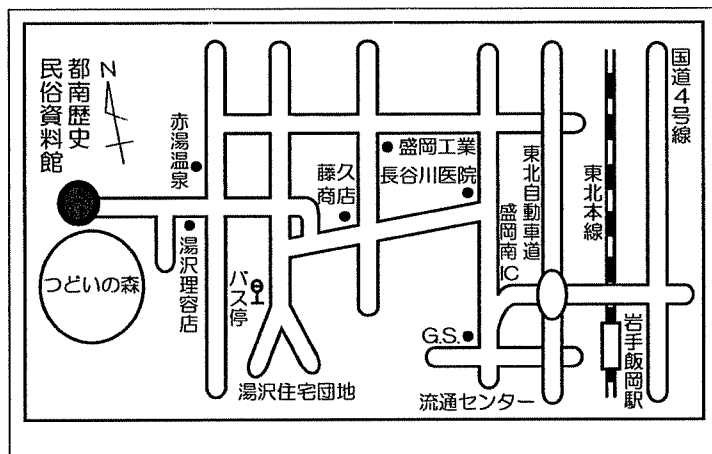 都南歴史
民俗資料館
N
赤湯温泉
藤久
商店
盛岡工業
長谷川医院
東北自動車道
盛岡南IC
東北本線
国道4号線
つどいの森
湯沢理容店
バス停
G.S.
湯沢住宅団地
流通センター
岩手飯岡駅